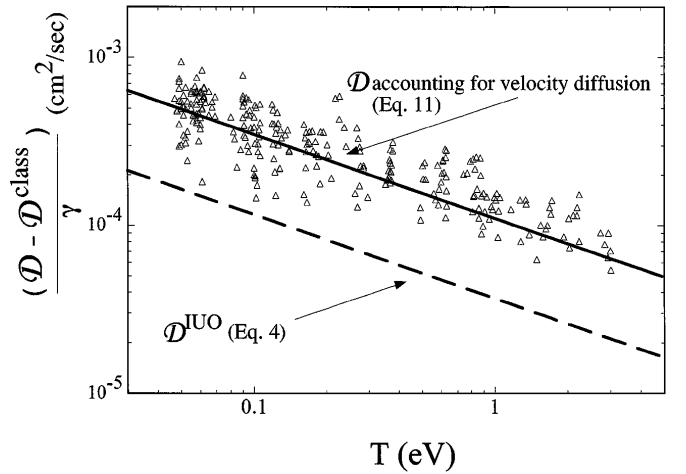 (𝒟 - 𝒟^class) / γ (cm²/sec)
10⁻³
𝒟 accounting for velocity diffusion
(Eq. 11)
10⁻⁴
𝒟^IUO (Eq. 4)
10⁻⁵
0.1 1
T (eV)